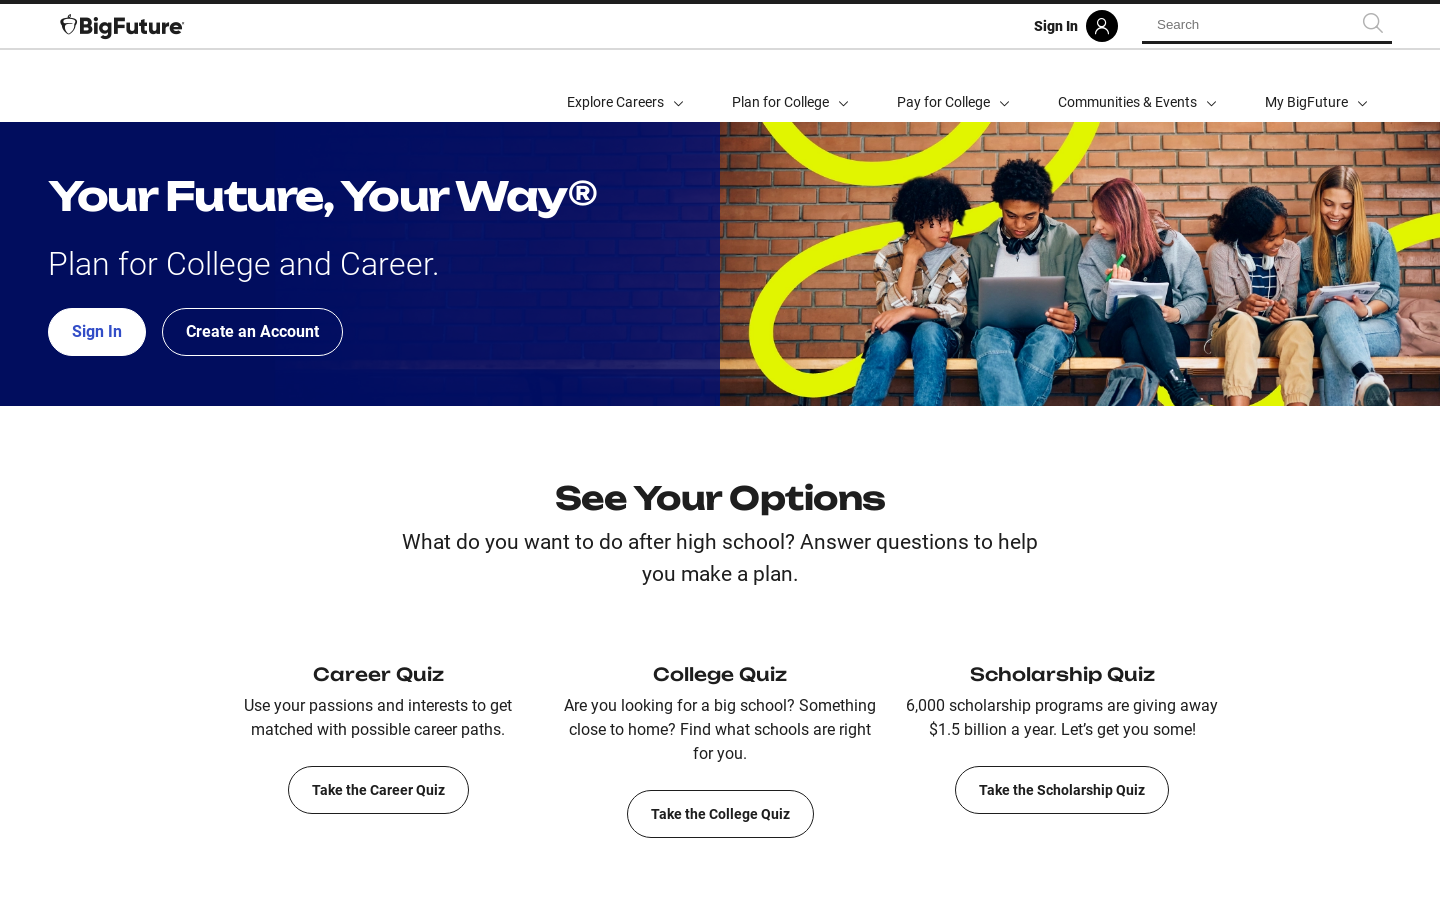 BigFuture
Sign In
Search
Explore Careers
Plan for College
Pay for College
Communities & Events
My BigFuture
Your Future, Your Way®
Plan for College and Career.
Sign In
Create an Account
See Your Options
What do you want to do after high school? Answer questions to help
you make a plan.
Career Quiz
Use your passions and interests to get
matched with possible career paths.
Take the Career Quiz
College Quiz
Are you looking for a big school? Something
close to home? Find what schools are right
for you.
Take the College Quiz
Scholarship Quiz
6,000 scholarship programs are giving away
$1.5 billion a year. Let’s get you some!
Take the Scholarship Quiz